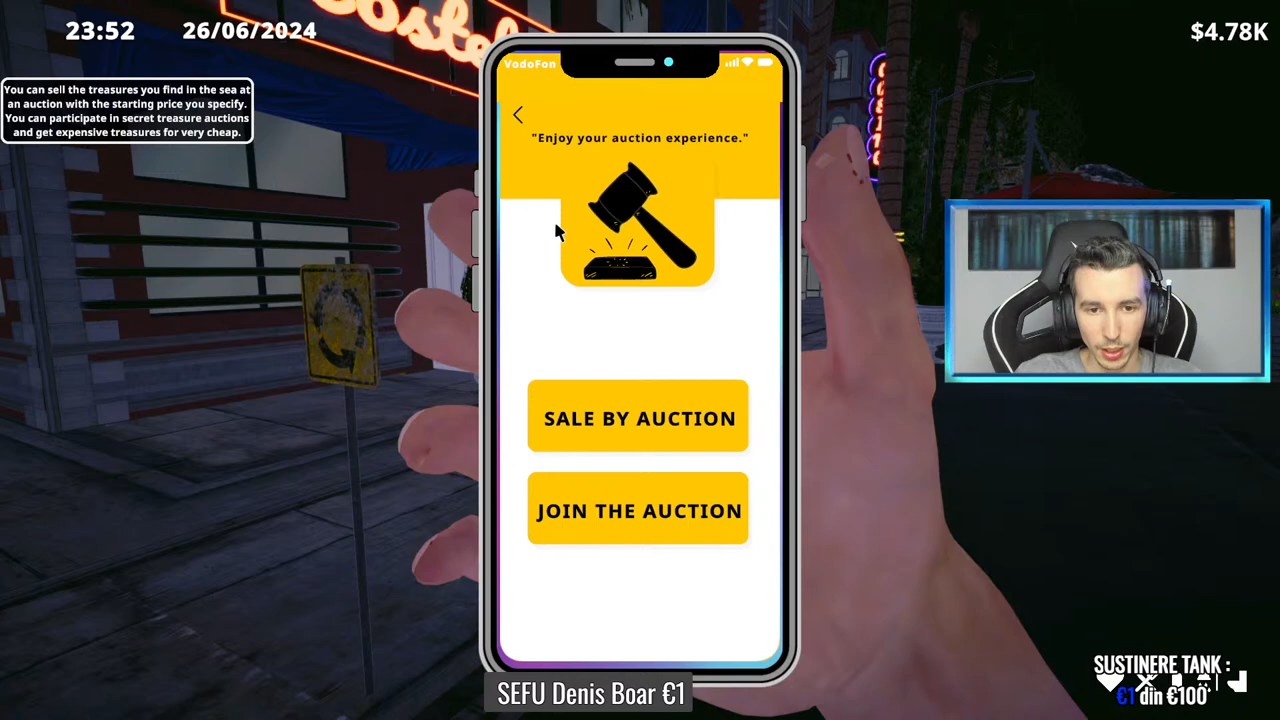 23:52
26/06/2024
$4.78K
You can sell the treasures you find in the sea at
an auction with the starting price you specify.
You can participate in secret treasure auctions
and get expensive treasures for very cheap.
VodoFon
"Enjoy your auction experience."
SALE BY AUCTION
JOIN THE AUCTION
SUSTINERE TANK :
€1 din €100
SEFU Denis Boar €1